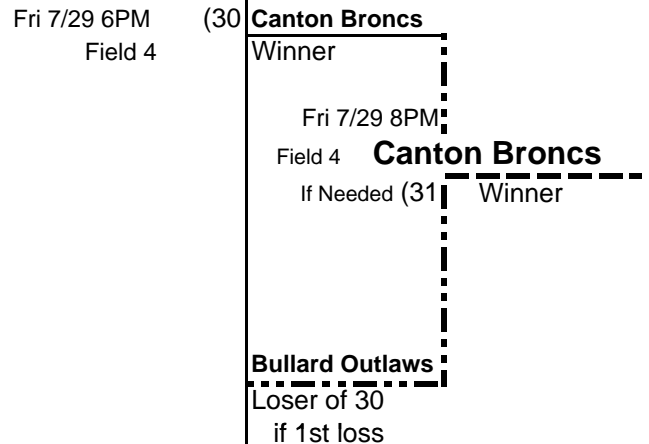 Fri 7/29 6PM (30 Canton Broncs
Field 4 Winner
Fri 7/29 8PM
Field 4 Canton Broncs
If Needed (31 Winner
Bullard Outlaws
Loser of 30
if 1st loss